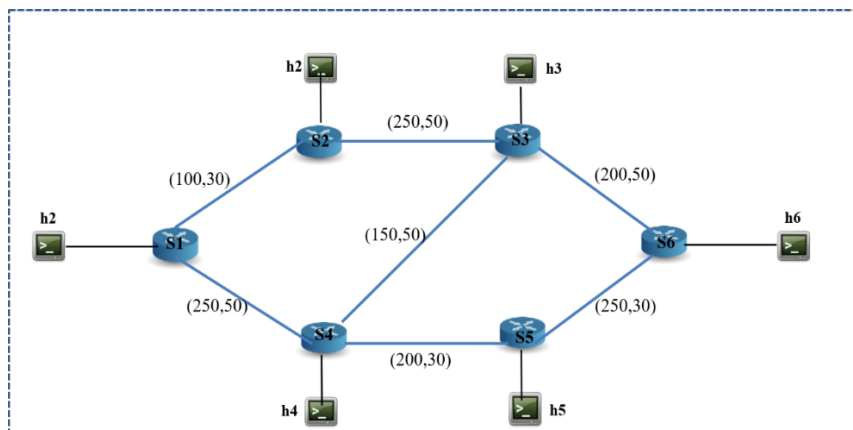 h2
h3
S2
(250,50)
S3
(100,30)
(200,50)
h2
S1
(150,50)
S6
h6
(250,50)
(250,30)
S4
S5
(200,30)
h4
h5